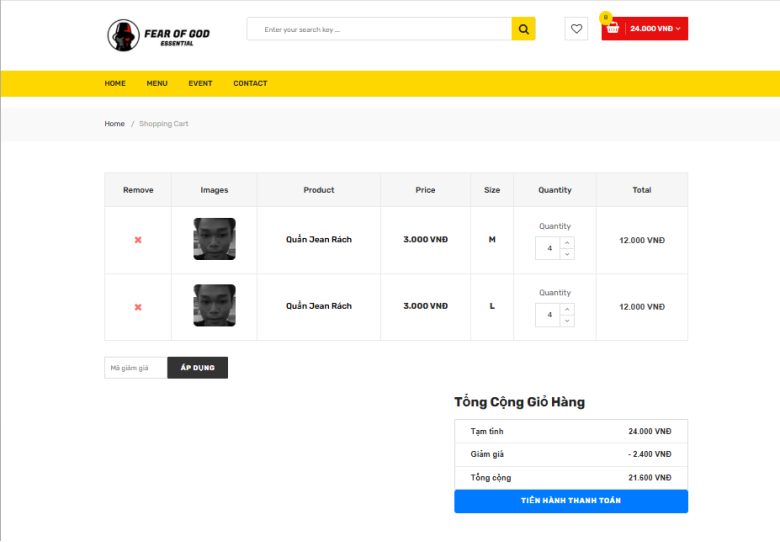 FEAR OF GOD
ESSENTIAL
Enter your search key ...
8
24.000 VNĐ
HOME MENU EVENT CONTACT
Home / Shopping Cart
Remove Images Product Price Size Quantity Total
Quantity
Quần Jean Rách 3.000 VNĐ M 4 12.000 VNĐ
Quantity
Quần Jean Rách 3.000 VNĐ L 4 12.000 VNĐ
Mã giảm giá ÁP DỤNG
Tổng Cộng Giỏ Hàng
Tạm tính 24.000 VNĐ
Giảm giá - 2.400 VNĐ
Tổng cộng 21.600 VNĐ
TIẾN HÀNH THANH TOÁN